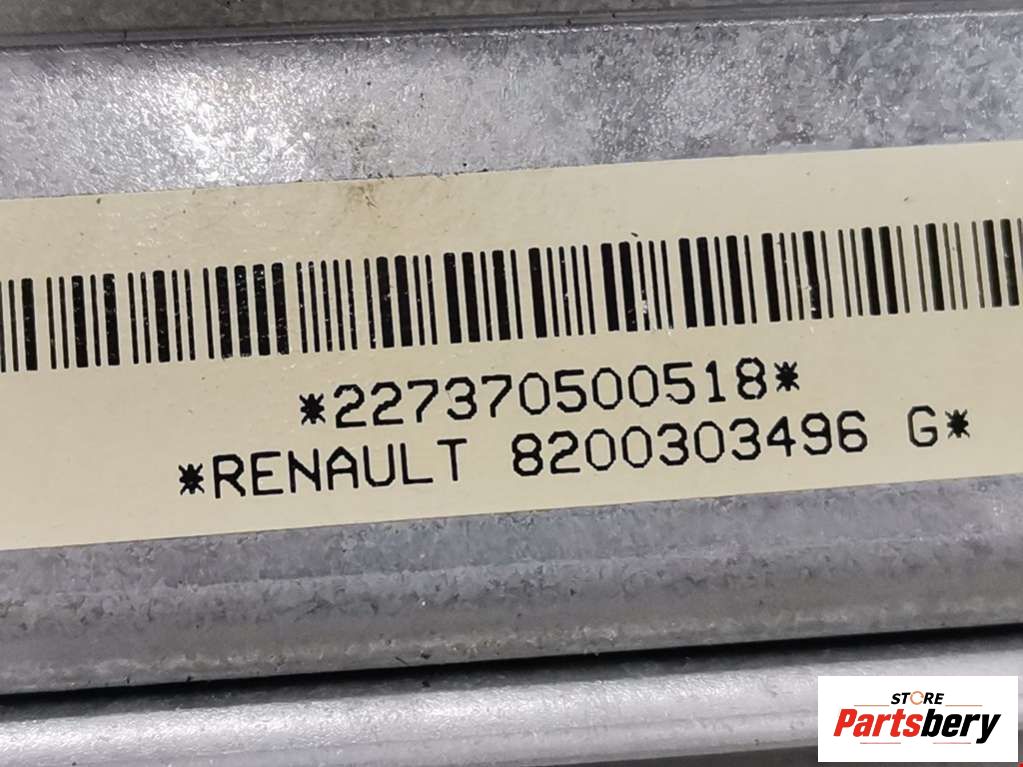 *227370500518*
*RENAULT 8200303496 G*
STORE
Partsbery